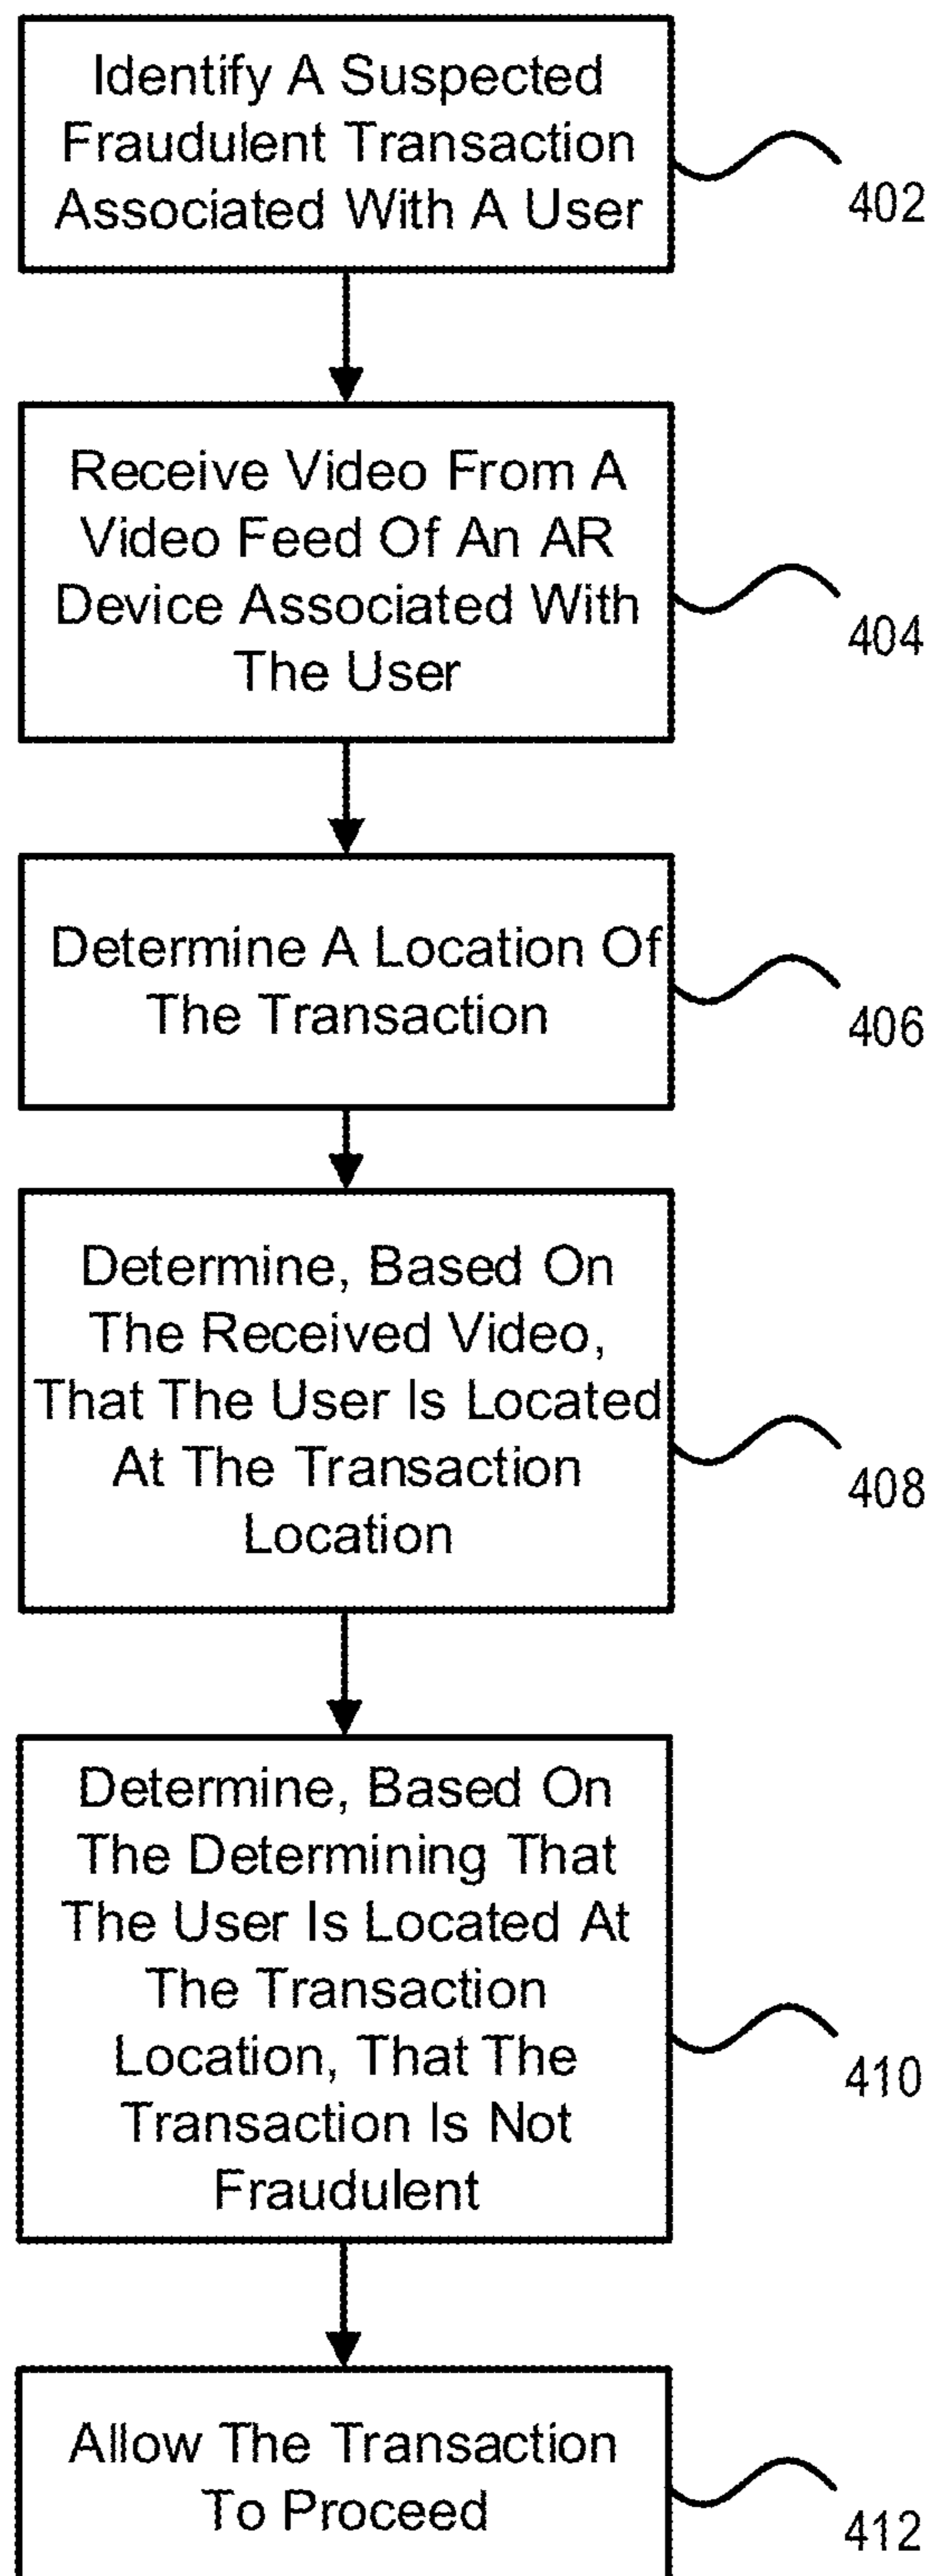 Identify A Suspected
Fraudulent Transaction
Associated With A User
402
Receive Video From A
Video Feed Of An AR
Device Associated With
The User
404
Determine A Location Of
The Transaction
406
Determine, Based On
The Received Video,
That The User Is Located
At The Transaction
Location
408
Determine, Based On
The Determining That
The User Is Located At
The Transaction
Location, That The
Transaction Is Not
Fraudulent
410
Allow The Transaction
To Proceed
412